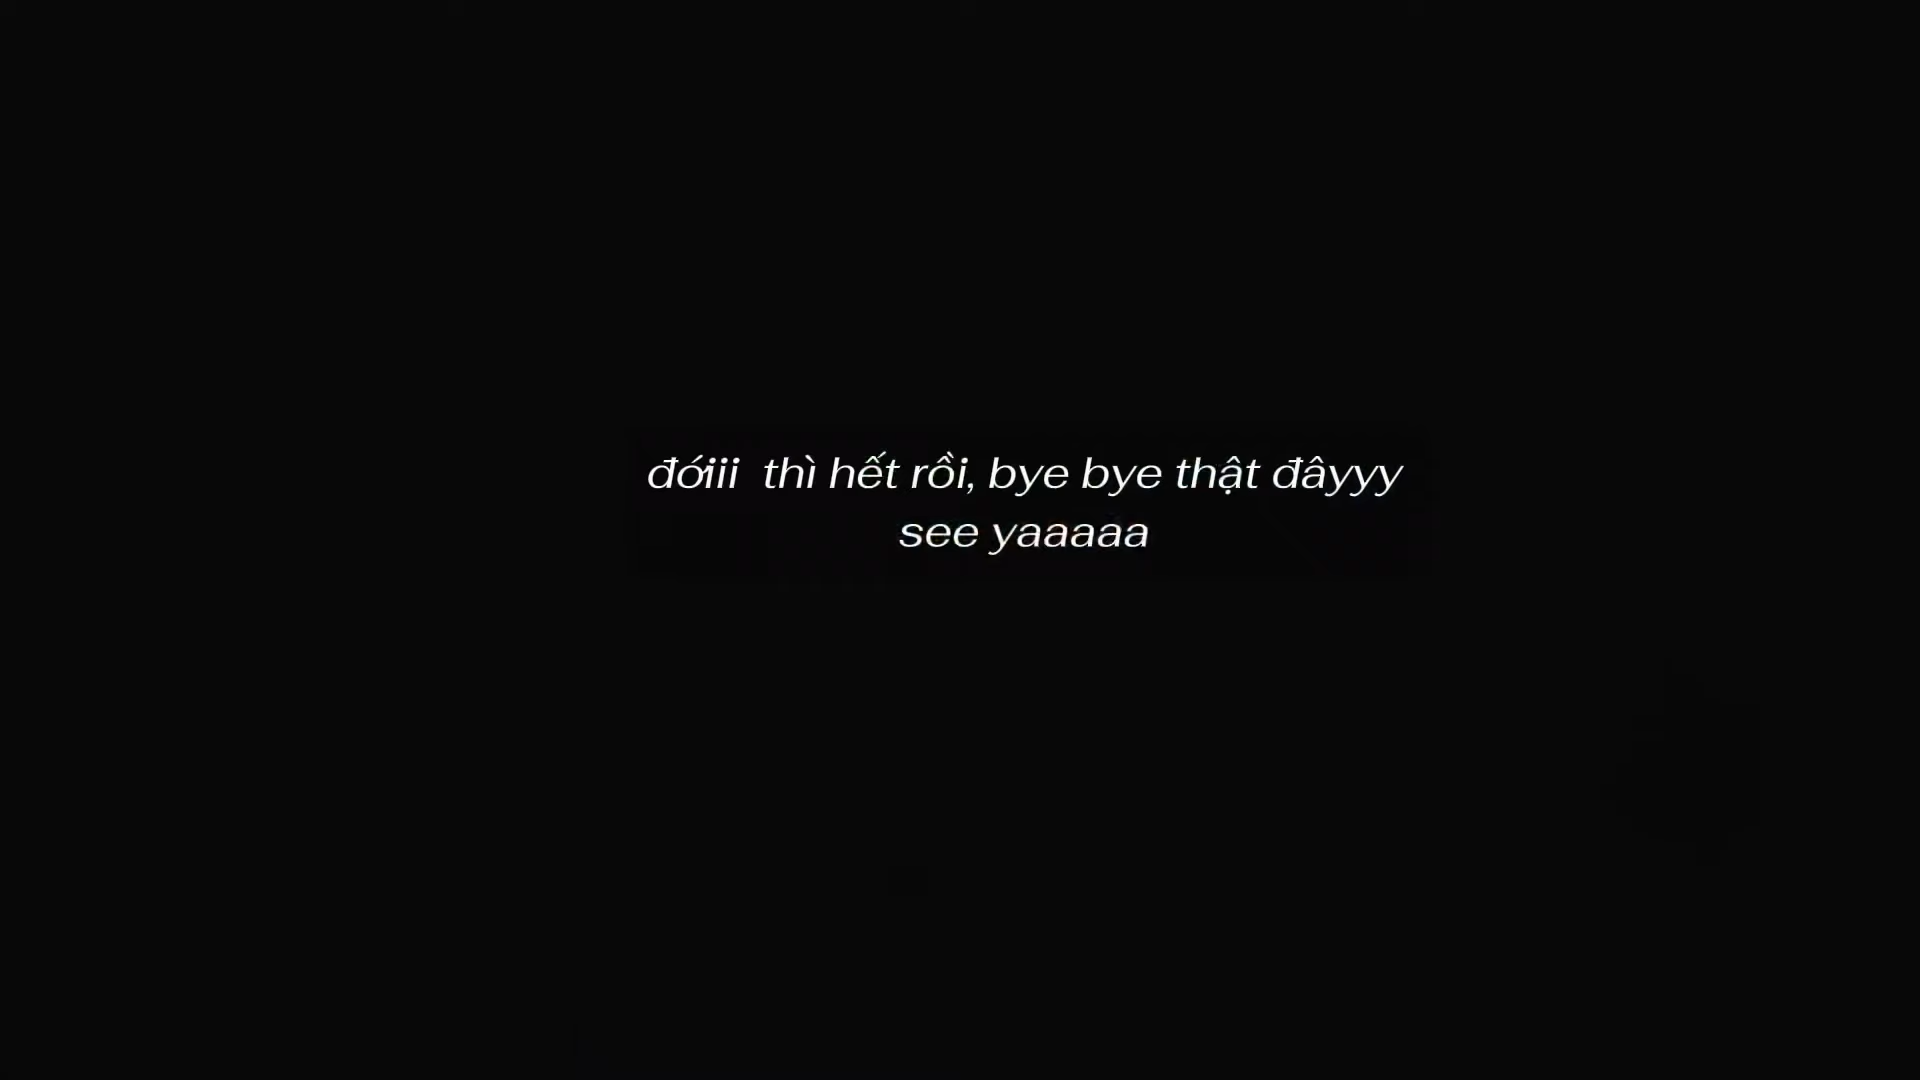 đớiii  thì hết rồi, bye bye thật đâyyy
see yaaaaa